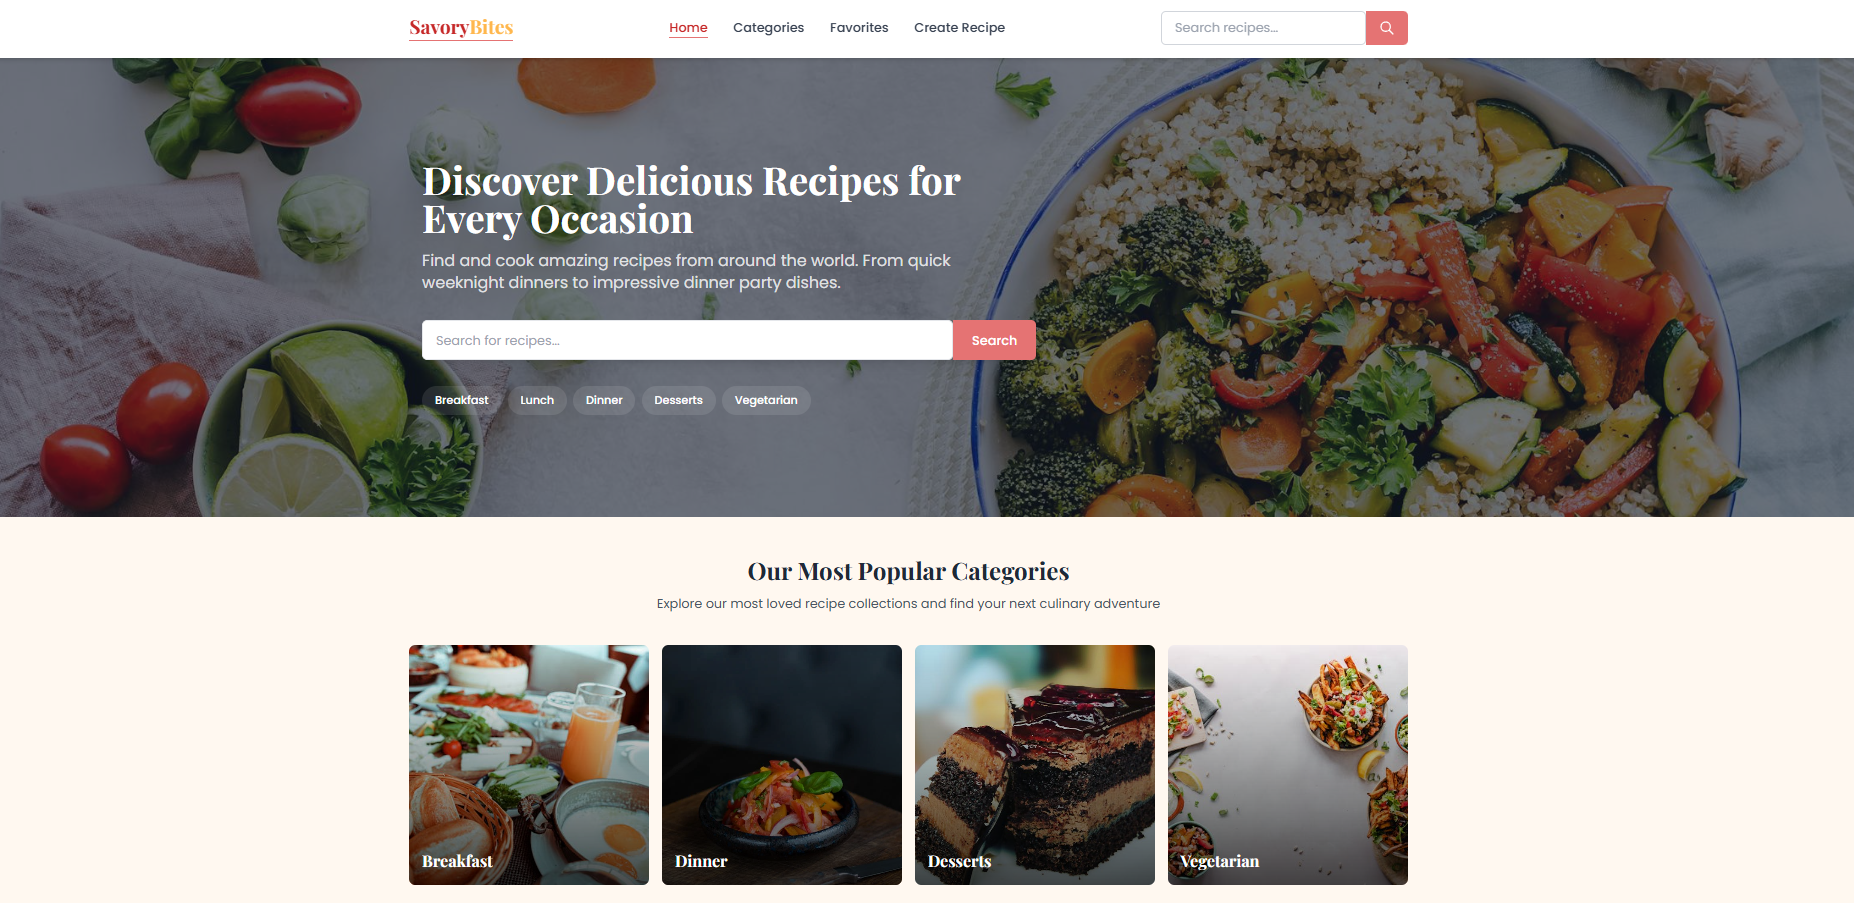 SavoryBites
Home Categories Favorites Create Recipe
Search recipes...
Discover Delicious Recipes for
Every Occasion
Find and cook amazing recipes from around the world. From quick
weeknight dinners to impressive dinner party dishes.
Search for recipes...
Search
Breakfast Lunch Dinner Desserts Vegetarian
Our Most Popular Categories
Explore our most loved recipe collections and find your next culinary adventure
Breakfast
Dinner
Desserts
Vegetarian